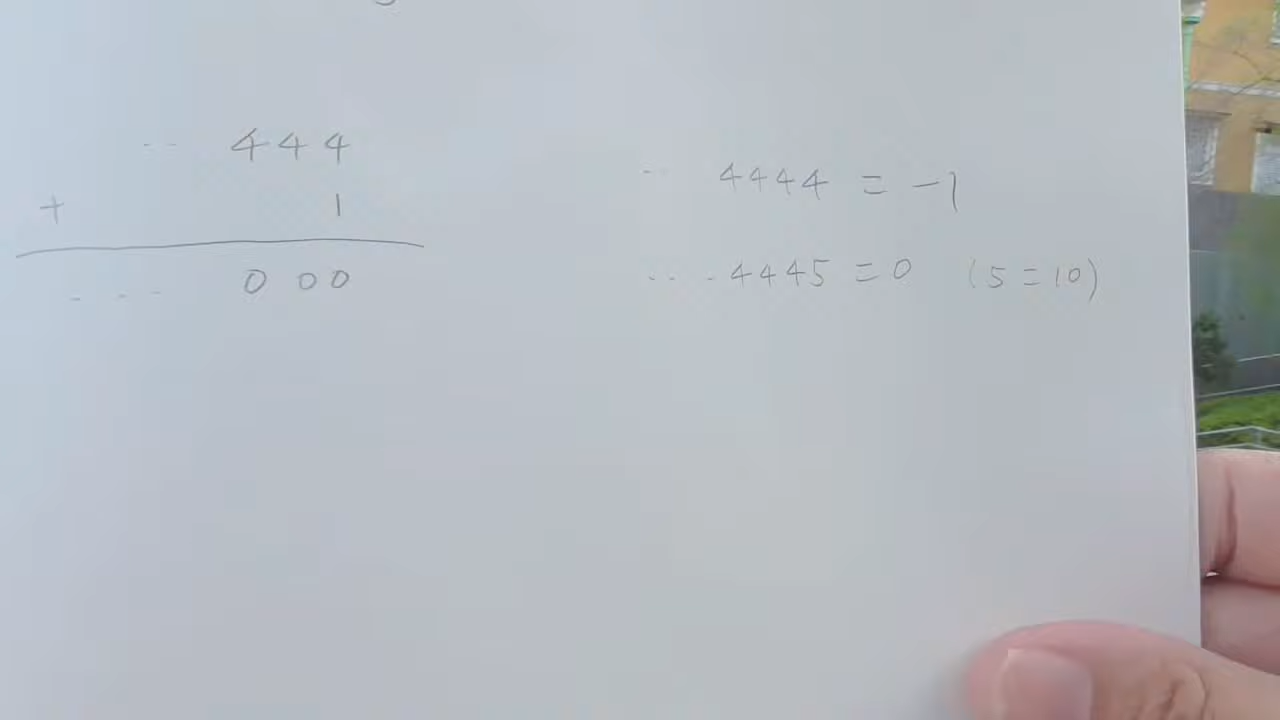 -- 444
+ 1
... 000
-- 4444 = -1
.... 4445 = 0 (5 = 10)